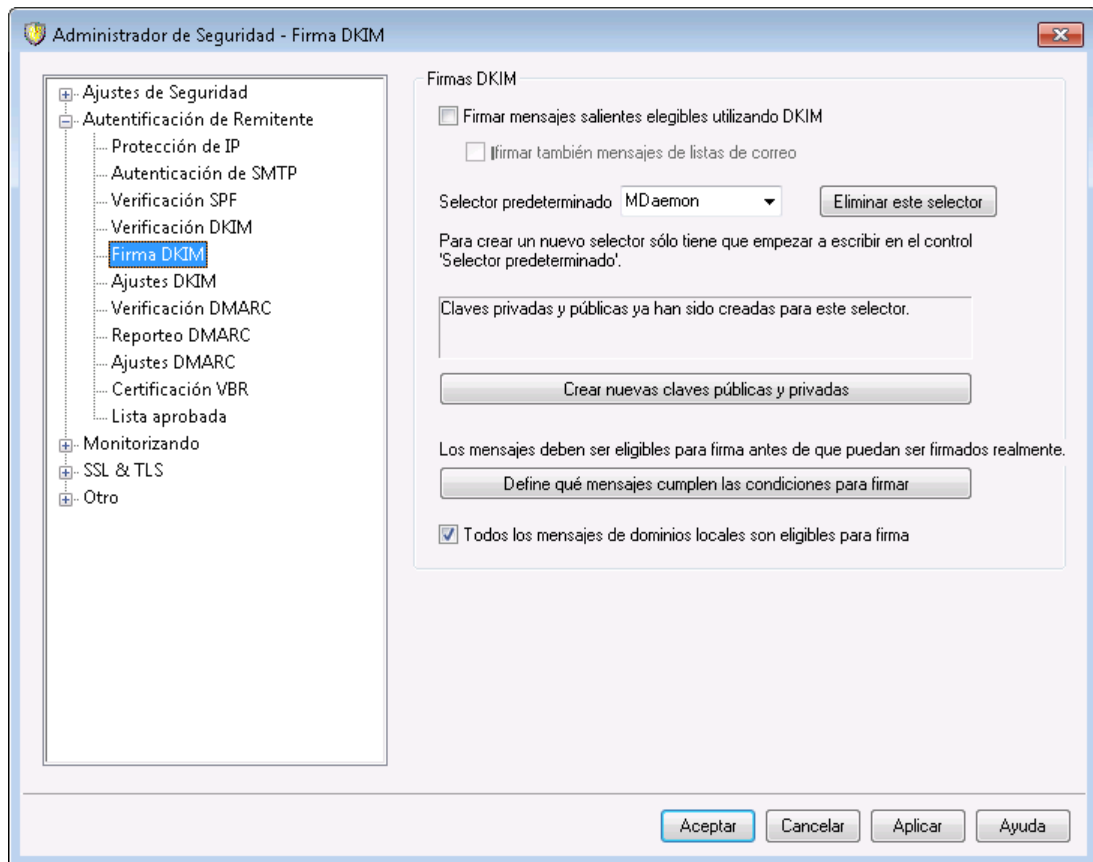 Administrador de Seguridad - Firma DKIM
Ajustes de Seguridad
Autentificación de Remitente
Protección de IP
Autenticación de SMTP
Verificación SPF
Verificación DKIM
Firma DKIM
Ajustes DKIM
Verificación DMARC
Reporteo DMARC
Ajustes DMARC
Certificación VBR
Lista aprobada
Monitorizando
SSL & TLS
Otro
Firmas DKIM
Firmar mensajes salientes elegibles utilizando DKIM
Ifirmar también mensajes de listas de correo
Selector predeterminado MDaemon Eliminar este selector
Para crear un nuevo selector sólo tiene que empezar a escribir en el control
'Selector predeterminado'.
Claves privadas y públicas ya han sido creadas para este selector.
Crear nuevas claves públicas y privadas
Los mensajes deben ser eligibles para firma antes de que puedan ser firmados realmente.
Define qué mensajes cumplen las condiciones para firmar
Todos los mensajes de dominios locales son eligibles para firma
Aceptar Cancelar Aplicar Ayuda